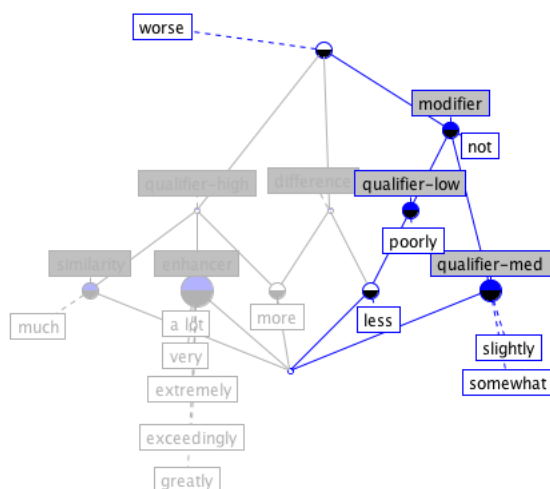 worse
modifier
not
qualifier-high
difference
qualifier-low
poorly
similarity
enhancer
qualifier-med
much
a lot
more
less
very
slightly
extremely
somewhat
exceedingly
greatly